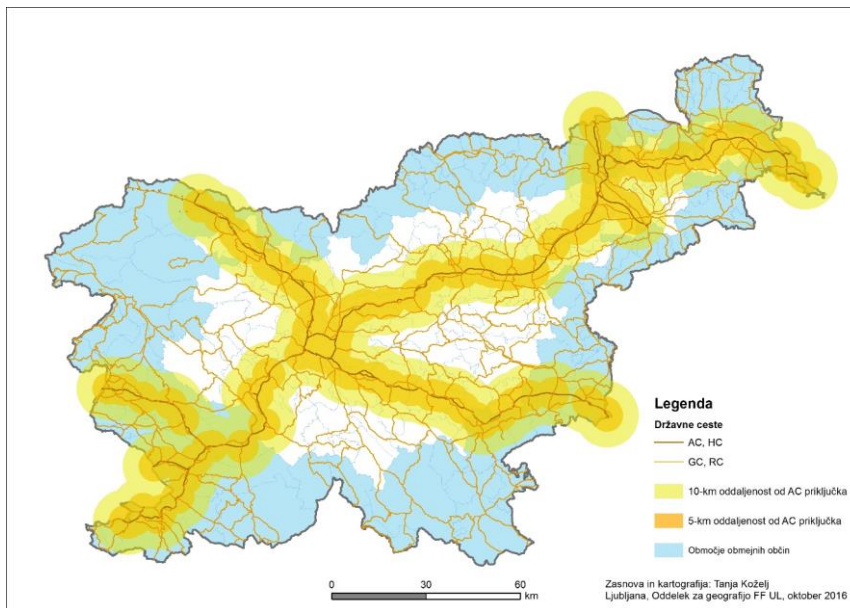 Legenda
Državne ceste
AC, HC
GC, RC
10-km oddaljenost od AC priključka
5-km oddaljenost od AC priključka
Območje obmejnih občin
0 30 60
km
Zasnova in kartografija: Tanja Koželj
Ljubljana, Oddelek za geografijo FF UL, oktober 2016